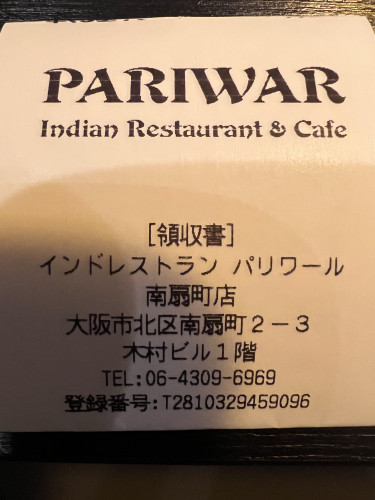 PARIWAR
Indian Restaurant & Cafe
[領収書]
インドレストラン パリワール
南扇町店
大阪市北区南扇町2-3
木村ビル1階
TEL:06-4309-6969
登録番号:T2810329459096